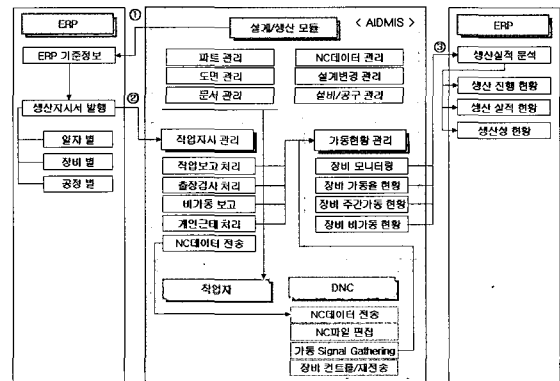 ERP
ERP 기준정보
생산지시서 발행
일자 별
장비 별
공정 별
①
②
설계/생산 모듈
< AIDMIS >
파트 관리
도면 관리
문서 관리
NC데이터 관리
설계변경 관리
설비/공구 관리
작업지시 관리
작업보고 처리
출장검사 처리
비가동 보고
개인근태 처리
NC데이터 전송
가동현황 관리
장비 모니터링
장비 가동율 현황
장비 주간가동 현황
장비 비가동 현황
작업자
DNC
NC데이터 전송
NC파일 편집
가동 Signal Gathering
장비 컨트롤/재전송
③
ERP
생산실적 분석
생산 진행 현황
생산 실적 현황
생산성 현황